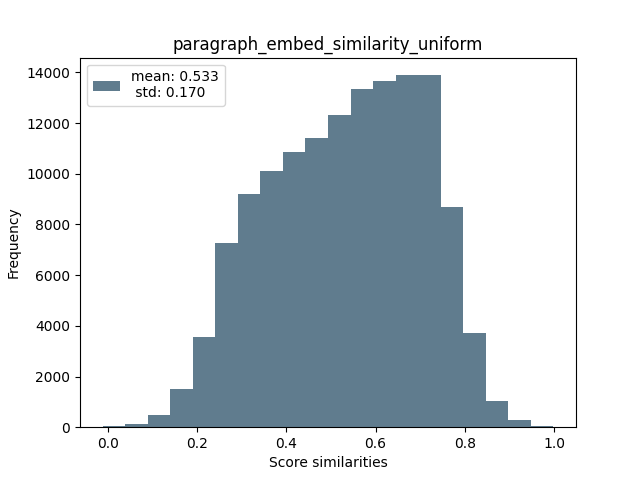 paragraph_embed_similarity_uniform
mean: 0.533
std: 0.170
14000
12000
10000
8000
6000
4000
2000
0
Frequency
0.0 0.2 0.4 0.6 0.8 1.0
Score similarities